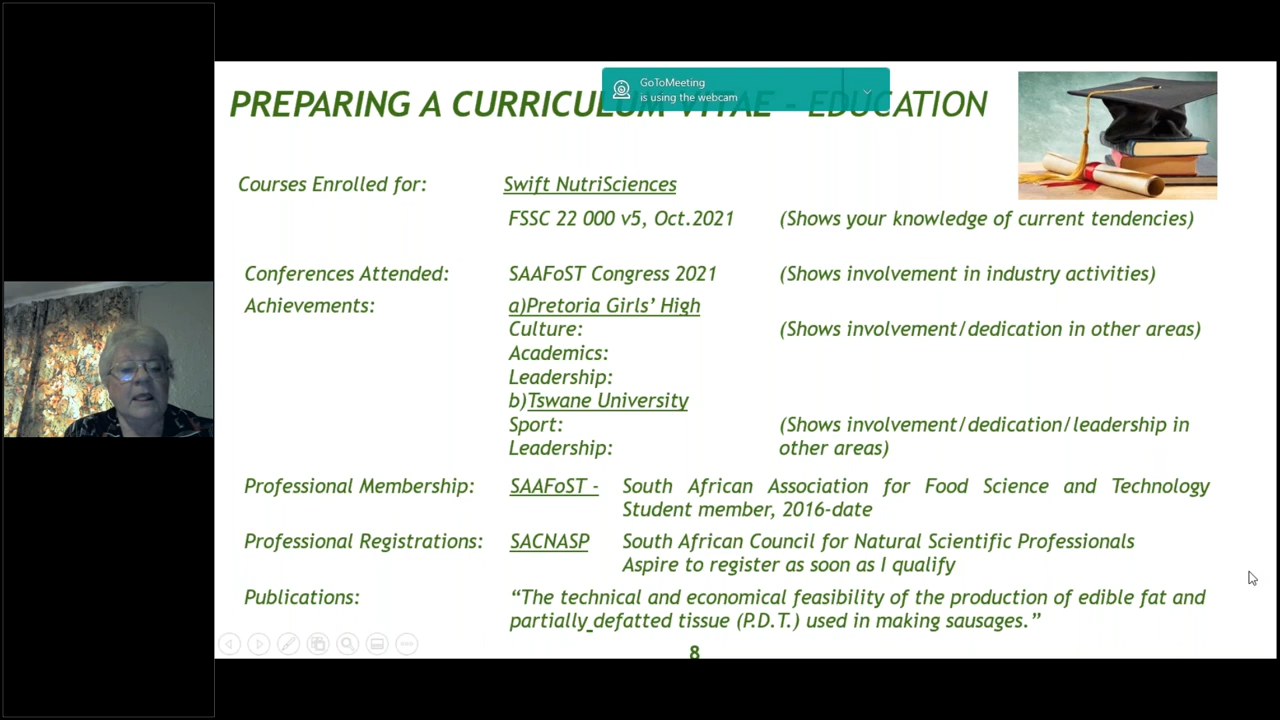 GoToMeeting
is using the webcam
PREPARING A CURRICULUM VITAE - EDUCATION
Courses Enrolled for: Swift NutriSciences
FSSC 22 000 v5, Oct.2021 (Shows your knowledge of current tendencies)
Conferences Attended: SAAFoST Congress 2021 (Shows involvement in industry activities)
Achievements: a)Pretoria Girls' High
Culture: (Shows involvement/dedication in other areas)
Academics:
Leadership:
b)Tswane University
Sport: (Shows involvement/dedication/leadership in
Leadership: other areas)
Professional Membership: SAAFoST - South African Association for Food Science and Technology
Student member, 2016-date
Professional Registrations: SACNASP South African Council for Natural Scientific Professionals
Aspire to register as soon as I qualify
Publications: “The technical and economical feasibility of the production of edible fat and
partially defatted tissue (P.D.T.) used in making sausages.”
8